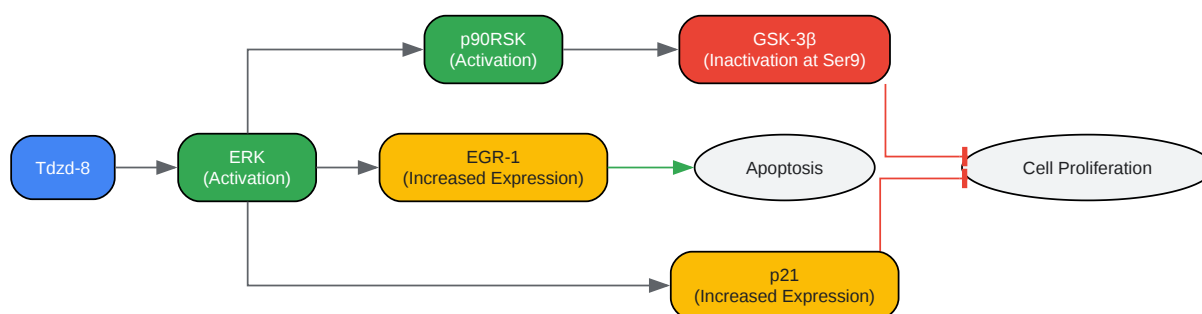 p90RSK
(Activation)
GSK-3β
(Inactivation at Ser9)
Tdzd-8
ERK
(Activation)
EGR-1
(Increased Expression)
Apoptosis
Cell Proliferation
p21
(Increased Expression)